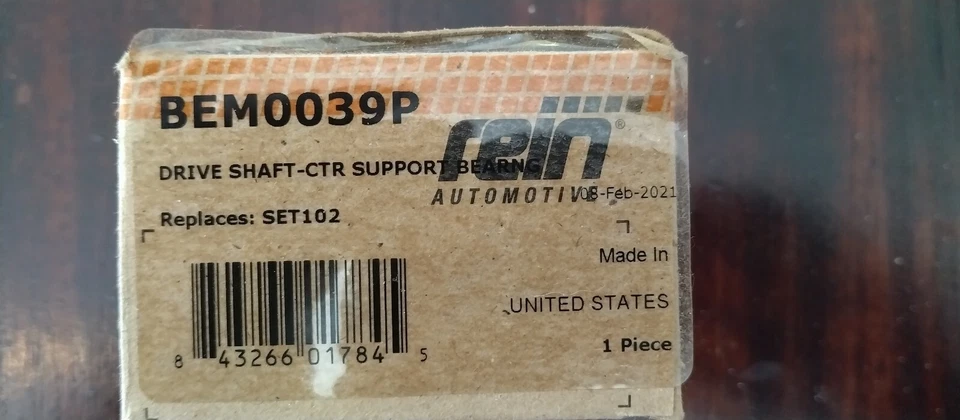 BEM0039P
rein®
DRIVE SHAFT-CTR SUPPORT BEARNG
AUTOMOTIVE
08-Feb-2021
Replaces: SET102
Made In
UNITED STATES
1 Piece
8 43266 01784 5